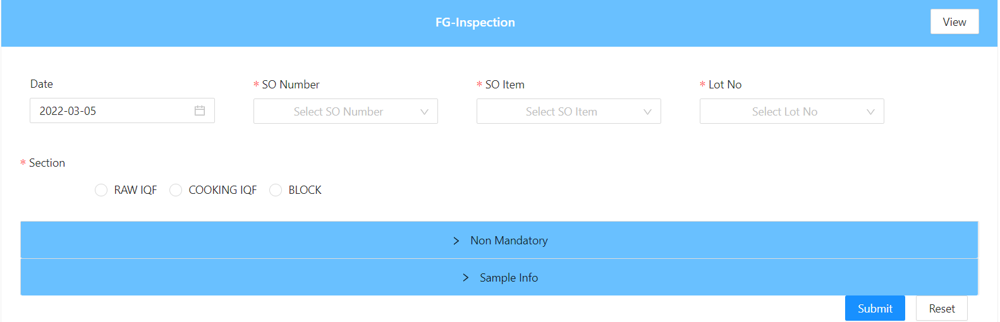 FG-Inspection
View
Date
* SO Number
* SO Item
* Lot No
2022-03-05
Select SO Number
Select SO Item
Select Lot No
* Section
RAW IQF
COOKING IQF
BLOCK
Non Mandatory
Sample Info
Submit
Reset